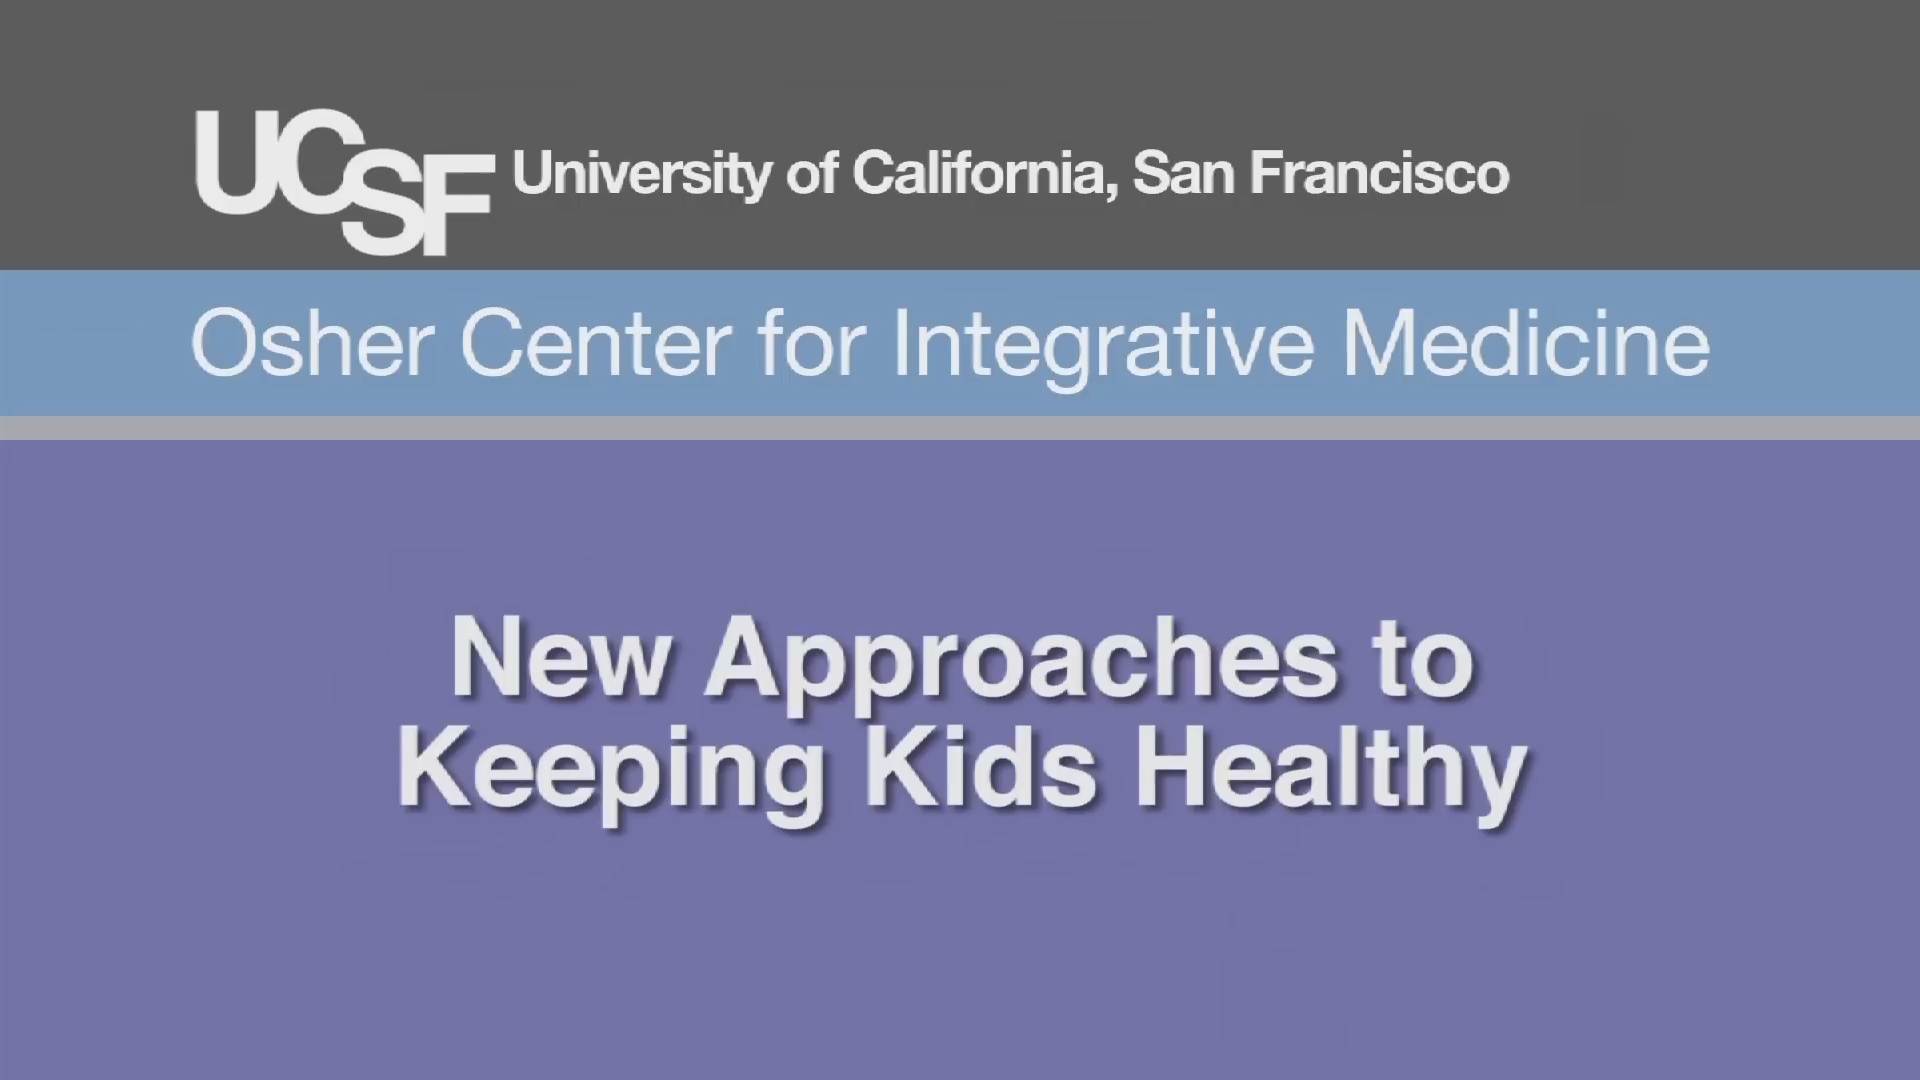 UCSF University of California, San Francisco
Osher Center for Integrative Medicine
New Approaches to
Keeping Kids Healthy